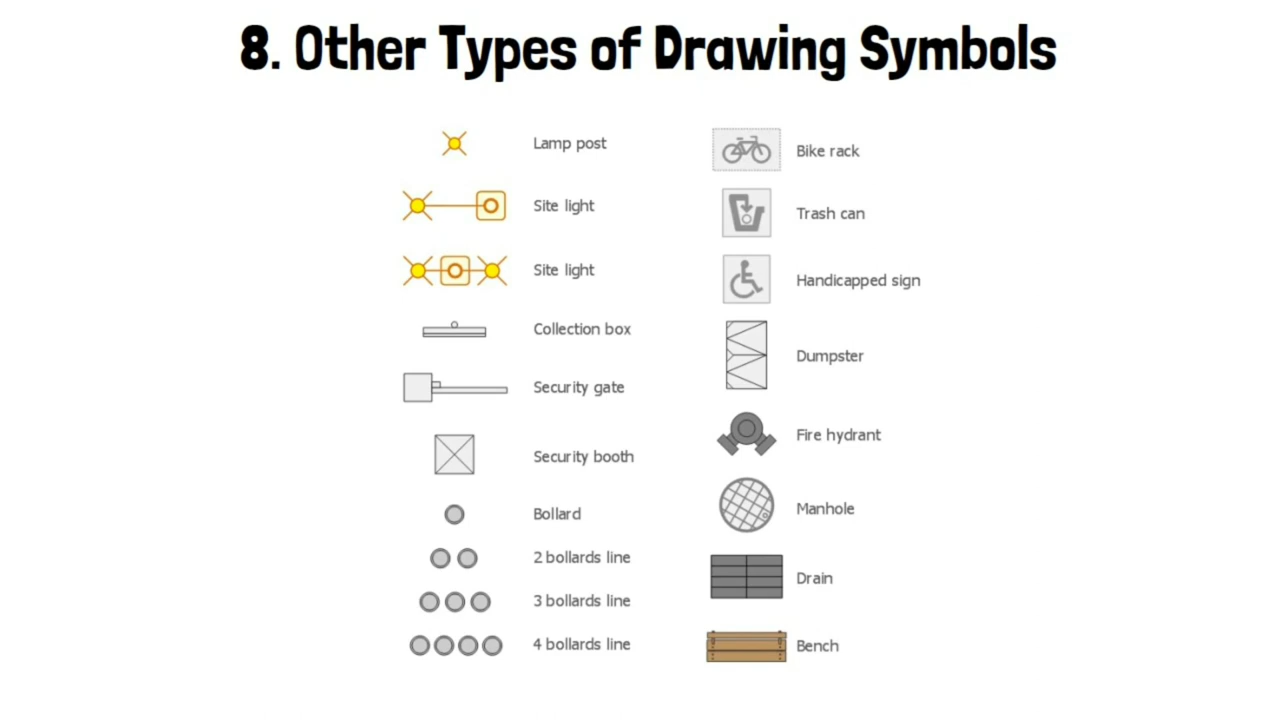 8. Other Types of Drawing Symbols
Lamp post
Site light
Site light
Collection box
Security gate
Security booth
Bollard
2 bollards line
3 bollards line
4 bollards line
Bike rack
Trash can
Handicapped sign
Dumpster
Fire hydrant
Manhole
Drain
Bench